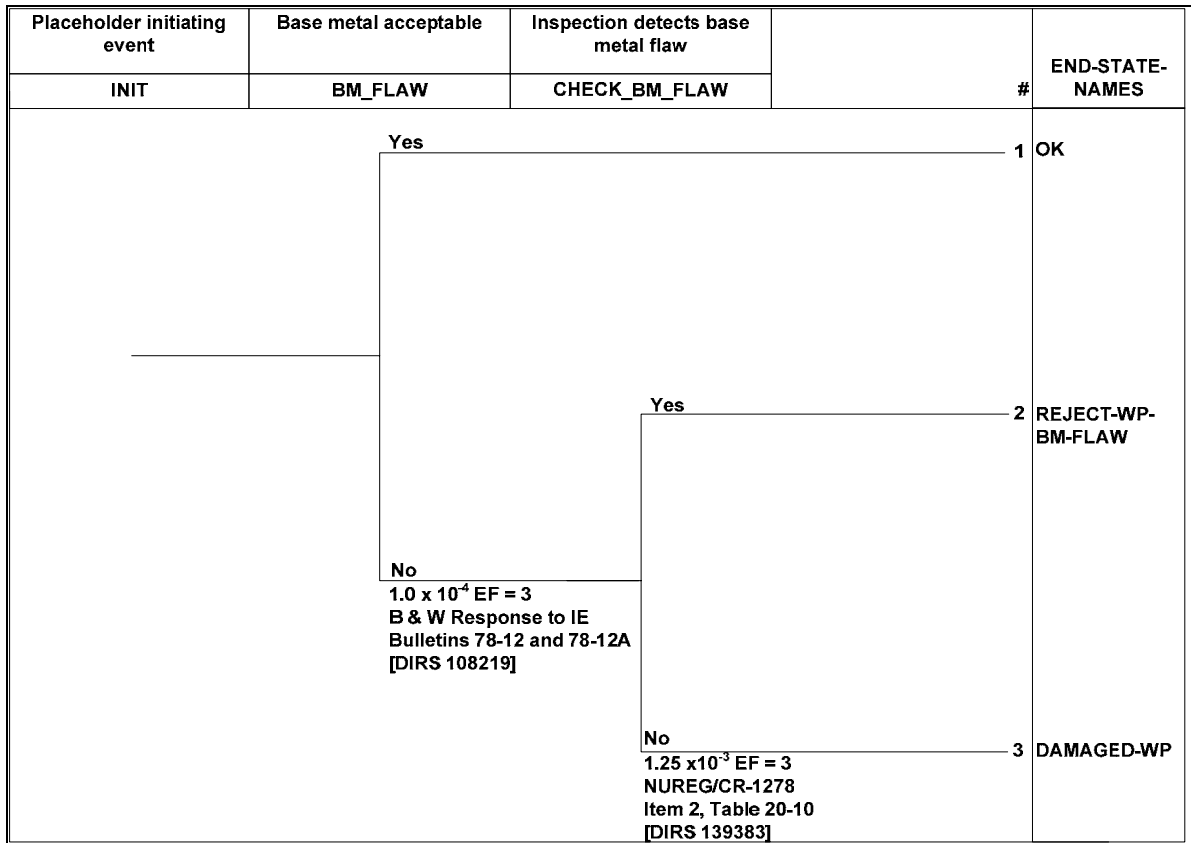 Placeholder initiating
event
Base metal acceptable
Inspection detects base
metal flaw
INIT
BM_FLAW
CHECK_BM_FLAW
#
END-STATE-
NAMES
Yes
1 OK
Yes
2 REJECT-WP-
BM-FLAW
No
1.0 x 10⁻⁴ EF = 3
B & W Response to IE
Bulletins 78-12 and 78-12A
[DIRS 108219]
No
3 DAMAGED-WP
1.25 x10⁻³ EF = 3
NUREG/CR-1278
Item 2, Table 20-10
[DIRS 139383]